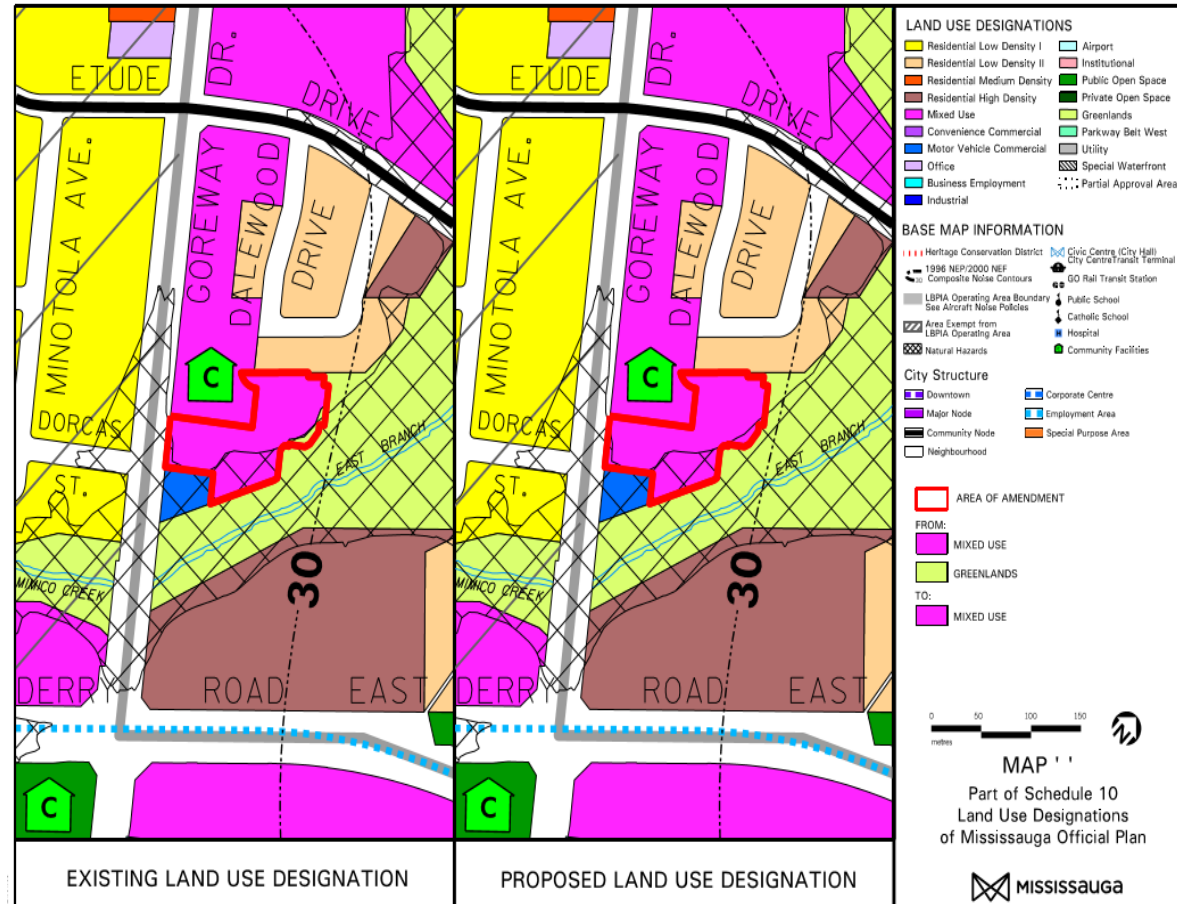 ETUDE
DR.
DRIVE
MINOTOLA AVE.
GOREWAY
DALEWOOD
DRIVE
C
DORCAS
ST.
EAST BRANCH
MIMICO CREEK
30
DERRY ROAD EAST
C
EXISTING LAND USE DESIGNATION
ETUDE
DR.
DRIVE
MINOTOLA AVE.
GOREWAY
DALEWOOD
DRIVE
C
DORCAS
ST.
EAST BRANCH
MIMICO CREEK
30
DERRY ROAD EAST
C
PROPOSED LAND USE DESIGNATION
LAND USE DESIGNATIONS
Residential Low Density I
Residential Low Density II
Residential Medium Density
Residential High Density
Mixed Use
Convenience Commercial
Motor Vehicle Commercial
Office
Business Employment
Industrial
Airport
Institutional
Public Open Space
Private Open Space
Greenlands
Parkway Belt West
Utility
Special Waterfront
Partial Approval Area
BASE MAP INFORMATION
Heritage Conservation District
1996 NEP/2000 NEF
Composite Noise Contours
LBPIA Operating Area Boundary
See Aircraft Noise Policies
Area Exempt from
LBPIA Operating Area
Natural Hazards
Civic Centre (City Hall)
City CentreTransit Terminal
GO Rail Transit Station
Public School
Catholic School
H Hospital
Community Facilities
City Structure
Downtown
Major Node
Community Node
Neighbourhood
Corporate Centre
Employment Area
Special Purpose Area
AREA OF AMENDMENT
FROM:
MIXED USE
GREENLANDS
TO:
MIXED USE
0 50 100 150
metres
MAP ' '
Part of Schedule 10
Land Use Designations
of Mississauga Official Plan
MISSISSAUGA